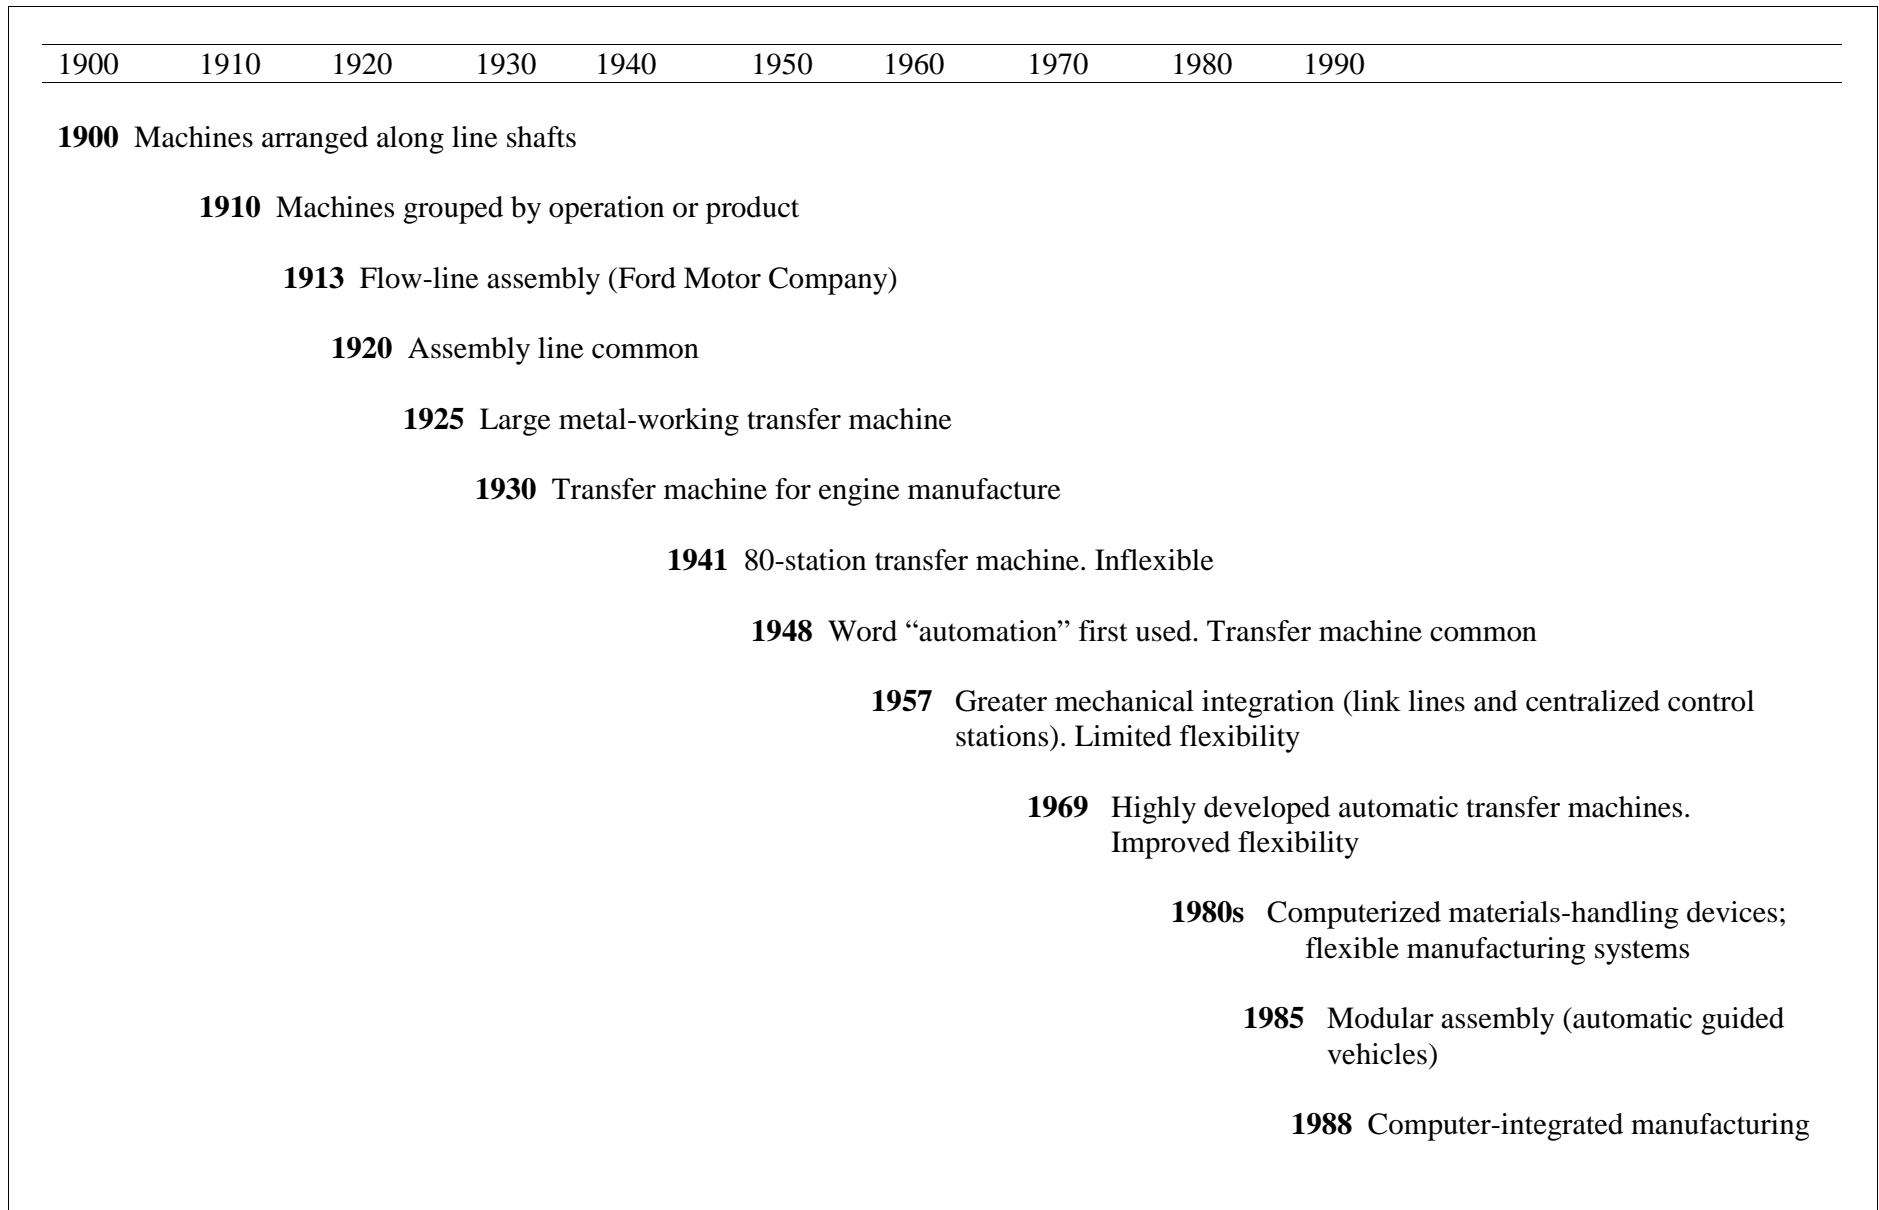 1900 1910 1920 1930 1940 1950 1960 1970 1980 1990
1900 Machines arranged along line shafts
1910 Machines grouped by operation or product
1913 Flow-line assembly (Ford Motor Company)
1920 Assembly line common
1925 Large metal-working transfer machine
1930 Transfer machine for engine manufacture
1941 80-station transfer machine. Inflexible
1948 Word “automation” first used. Transfer machine common
1957 Greater mechanical integration (link lines and centralized control
stations). Limited flexibility
1969 Highly developed automatic transfer machines.
Improved flexibility
1980s Computerized materials-handling devices;
flexible manufacturing systems
1985 Modular assembly (automatic guided
vehicles)
1988 Computer-integrated manufacturing